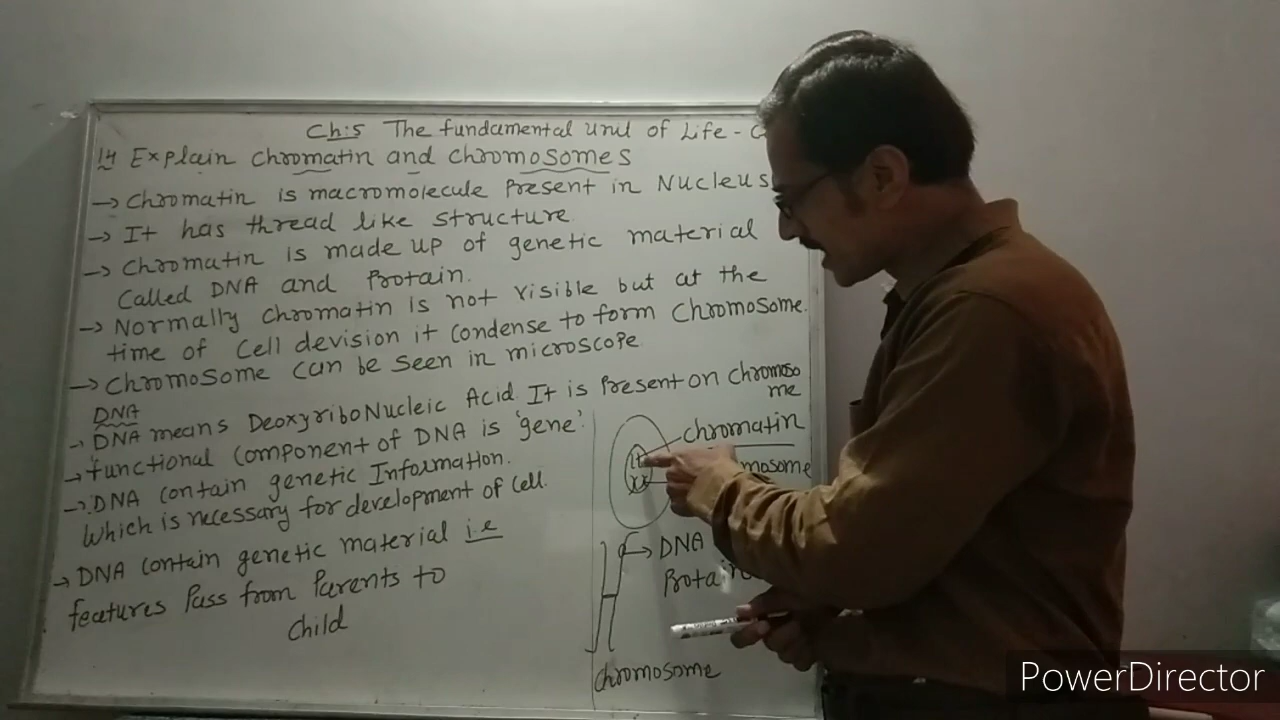 Ch:5 The fundamental unit of Life -
14 Explain chromatin and chromosomes
→ Chromatin is macromolecule Present in Nucleus
→ It has thread like structure
→ Chromatin is made up of genetic material
Called DNA and Protain.
→ Normally chromatin is not visible but at the
time of cell devision it condense to form chromosome.
→ Chromosome can be seen in microscope
DNA
→ DNA means DeoxyriboNucleic Acid. It is Present on chromoso
me
→ functional component of DNA is 'gene'.
→ DNA contain genetic Information.
which is necessary for development of cell.
→ DNA contain genetic material i.e
features Pass from Parents to
child
chromatin
mosome
→ DNA
Protain
chromosome
PowerDirector